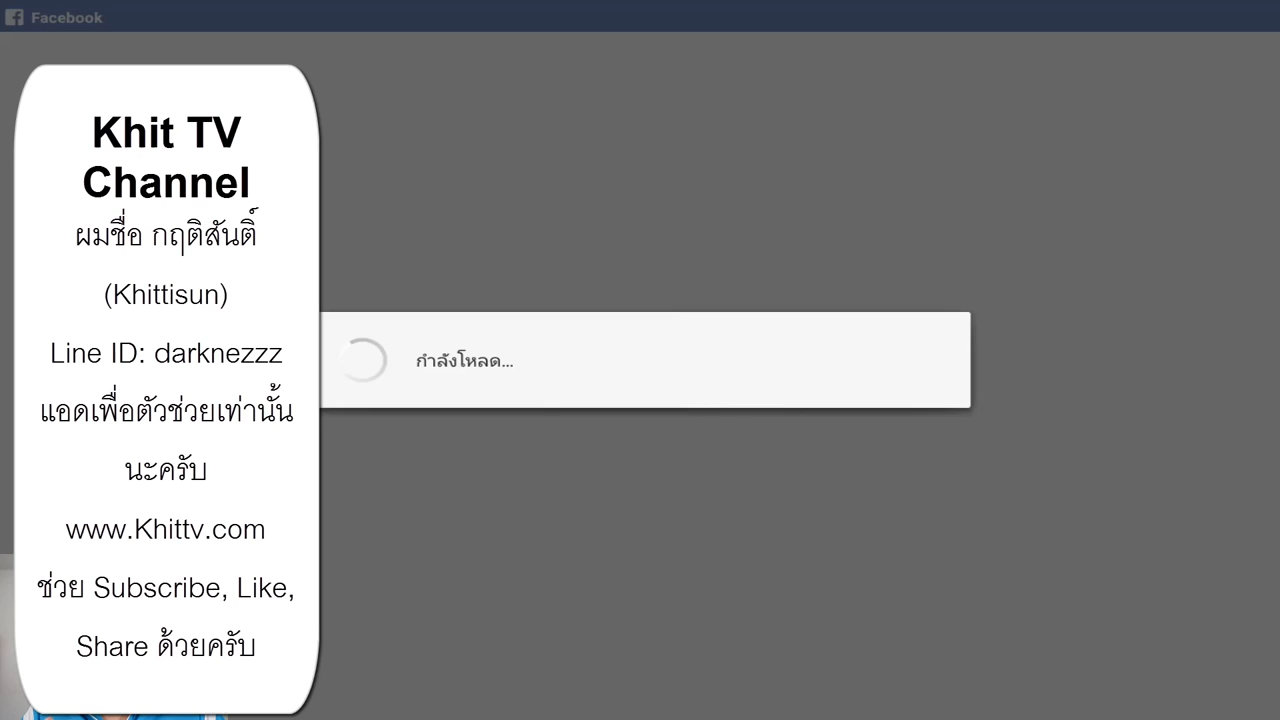 Facebook
Khit TV
Channel
ผมชื่อ กฤติสันติ์
(Khittisun)
Line ID: darknezzz
แอดเพื่อตัวช่วยเท่านั้น
นะครับ
www.Khittv.com
ช่วย Subscribe, Like,
Share ด้วยครับ
กำลังโหลด...